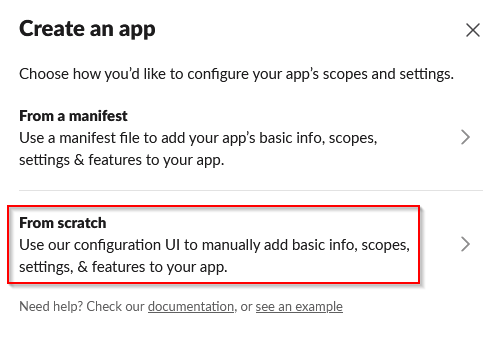 Create an app
Choose how you’d like to configure your app’s scopes and settings.
From a manifest
Use a manifest file to add your app’s basic info, scopes,
settings & features to your app.
From scratch
Use our configuration UI to manually add basic info, scopes,
settings, & features to your app.
Need help? Check our documentation, or see an example